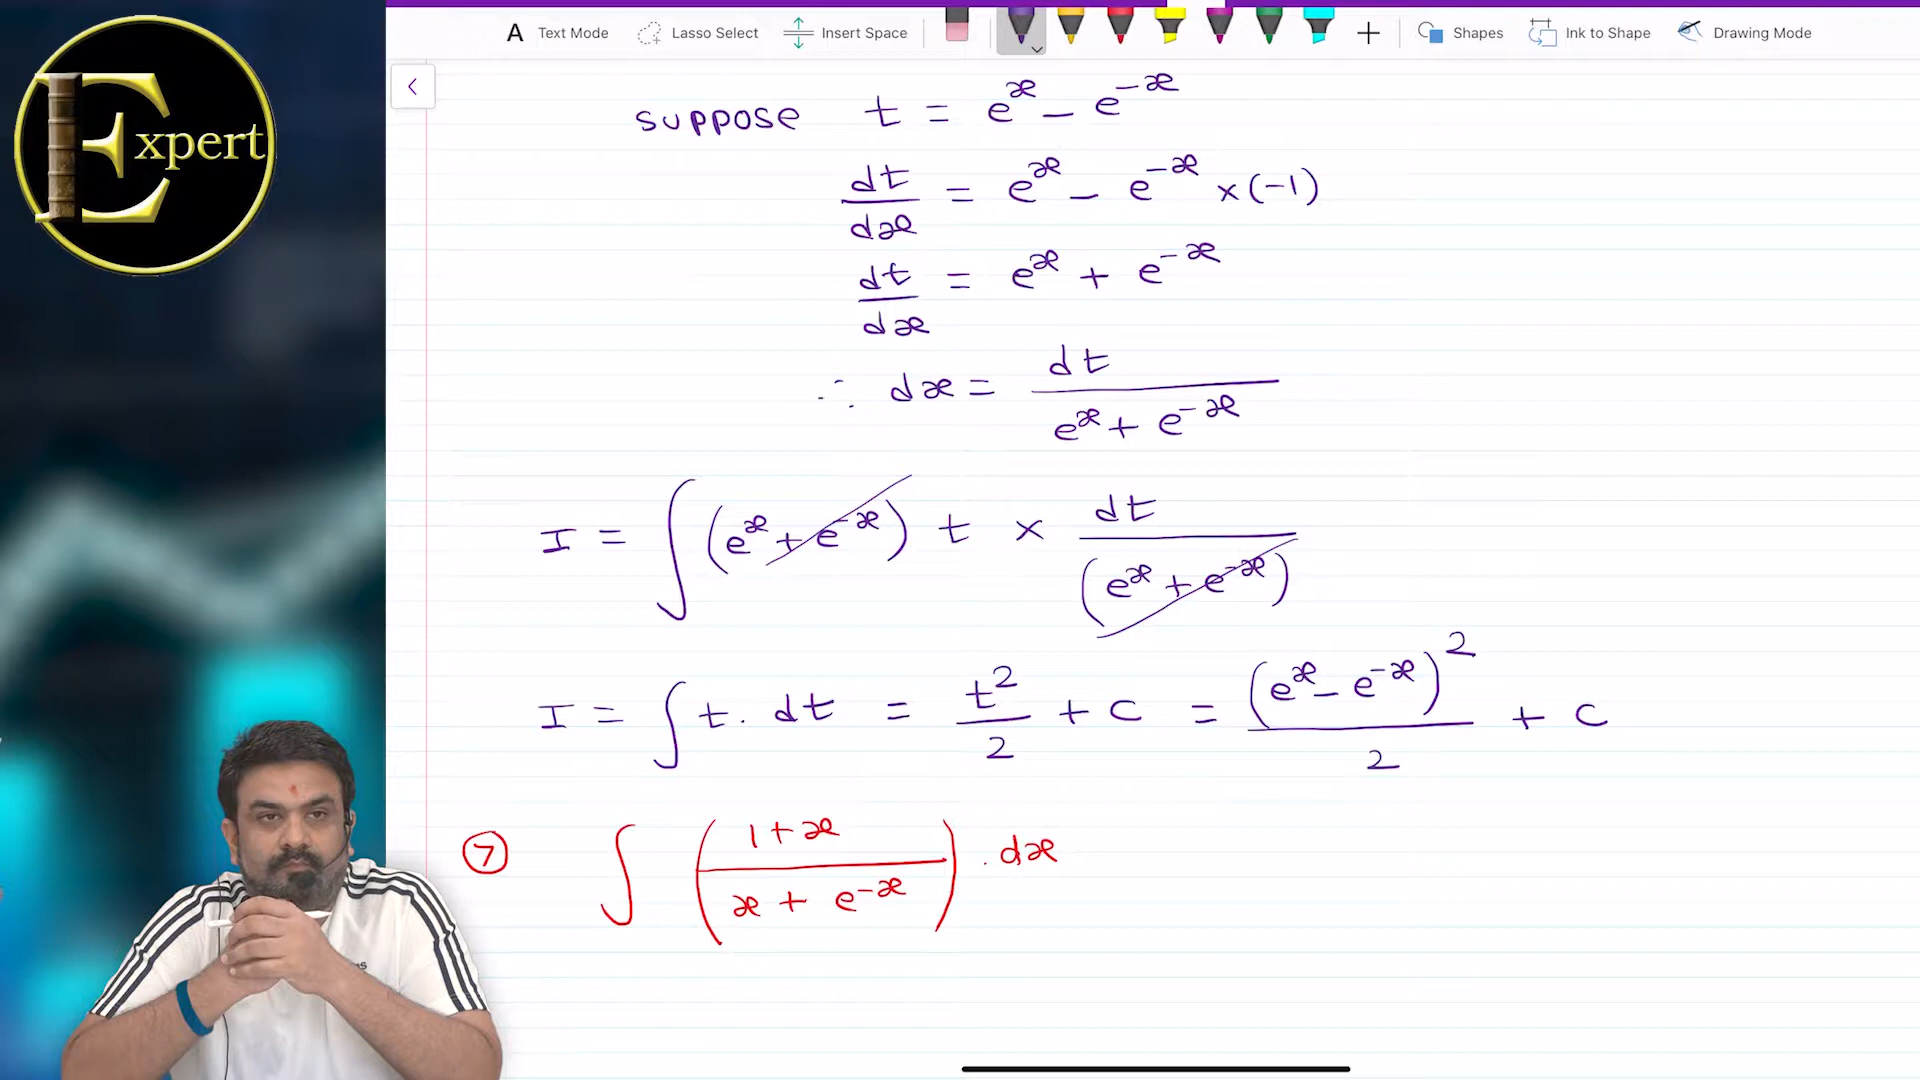 Expert
A Text Mode Lasso Select Insert Space Shapes Ink to Shape Drawing Mode
suppose t = e^x - e^-x
dt/dx = e^x - e^-x × (-1)
dt/dx = e^x + e^-x
∴ dx = dt/(e^x + e^-x)
I = ∫ (e^x + e^-x) t × dt/(e^x + e^-x)
I = ∫ t. dt = t^2/2 + c = (e^x - e^-x)^2/2 + c
⑦ ∫ ((1+x)/(x + e^-x)) . dx